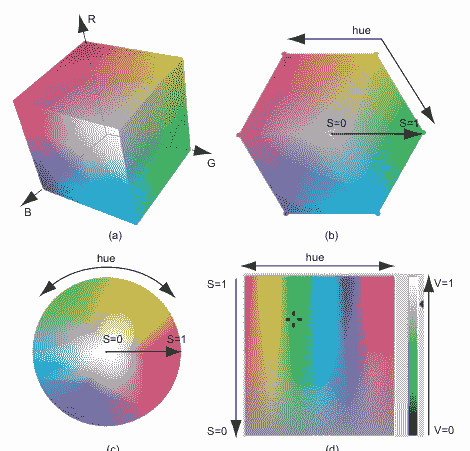 R
G
B
(a)
hue
S=0
S=1
(b)
hue
S=0
S=1
(c)
hue
S=1
V=1
S=0
V=0
(d)